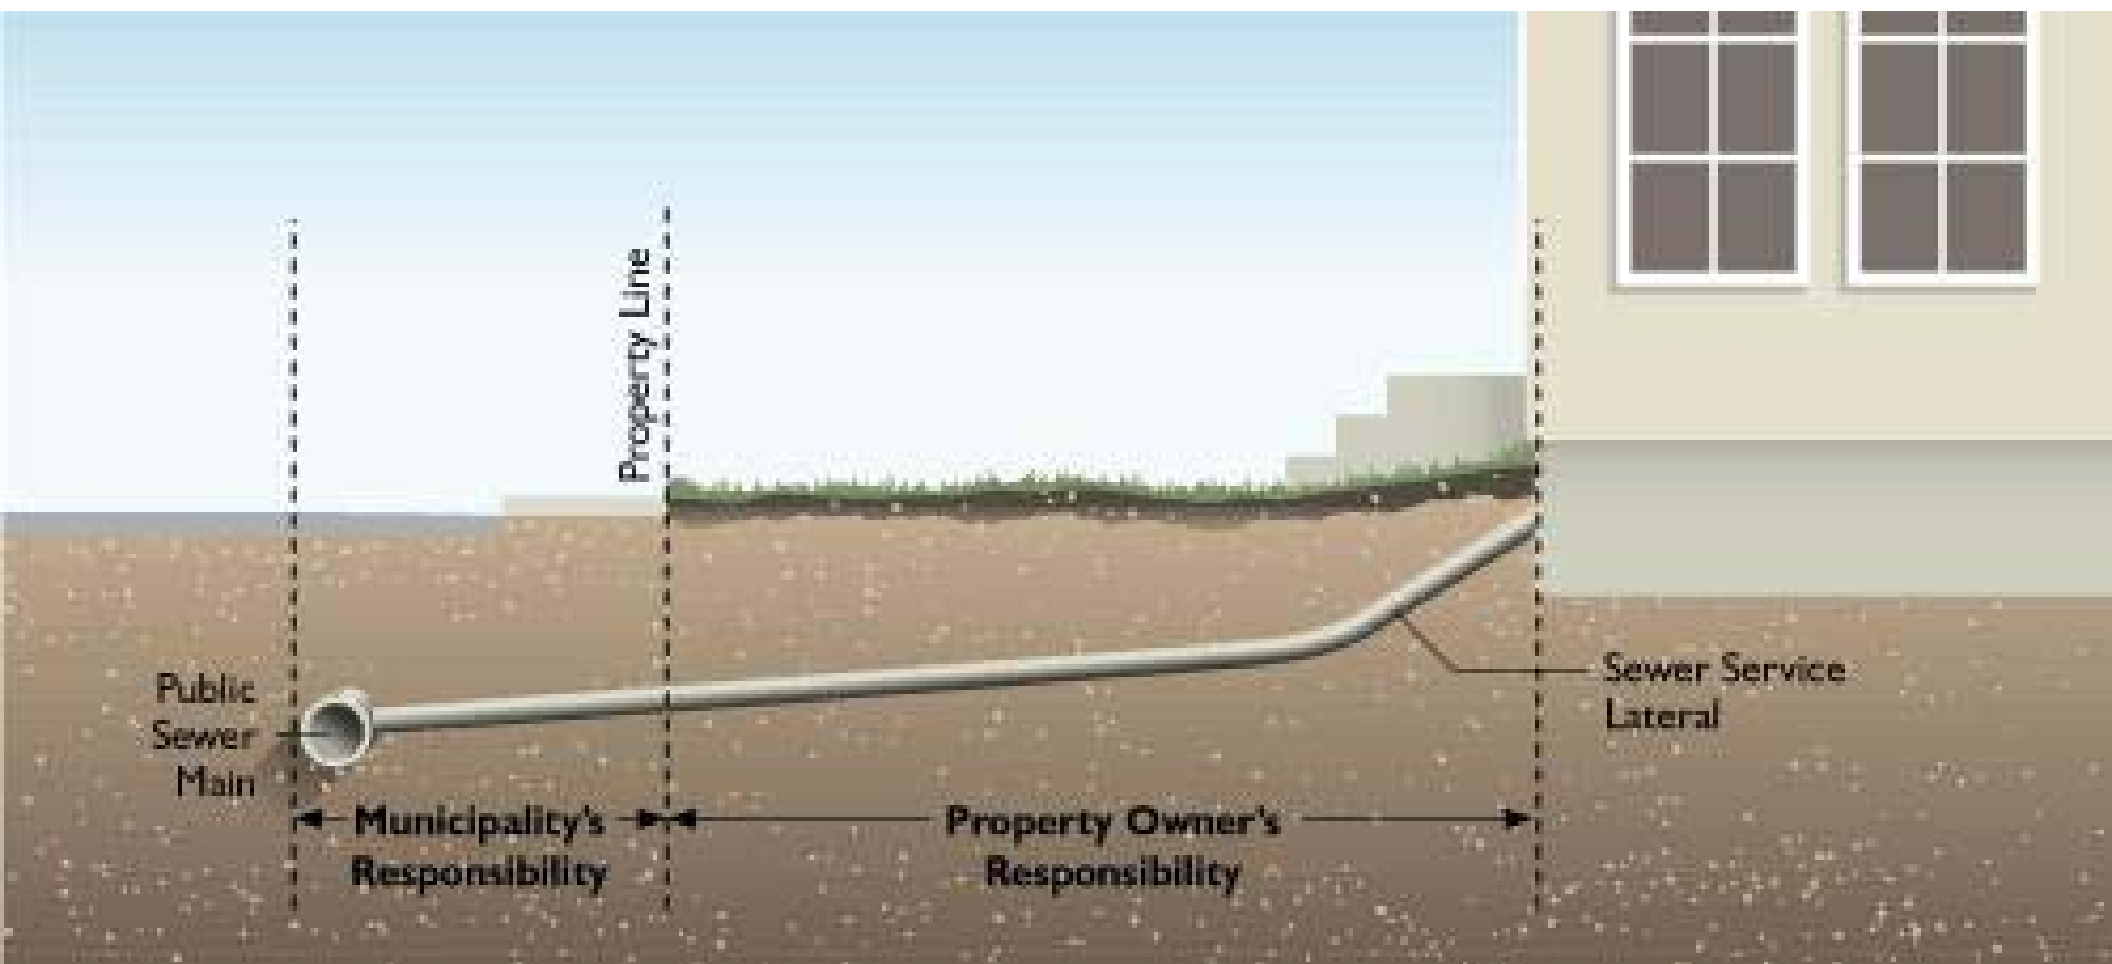 Property Line
Public
Sewer
Main
Sewer Service
Lateral
Municipality's
Responsibility
Property Owner's
Responsibility